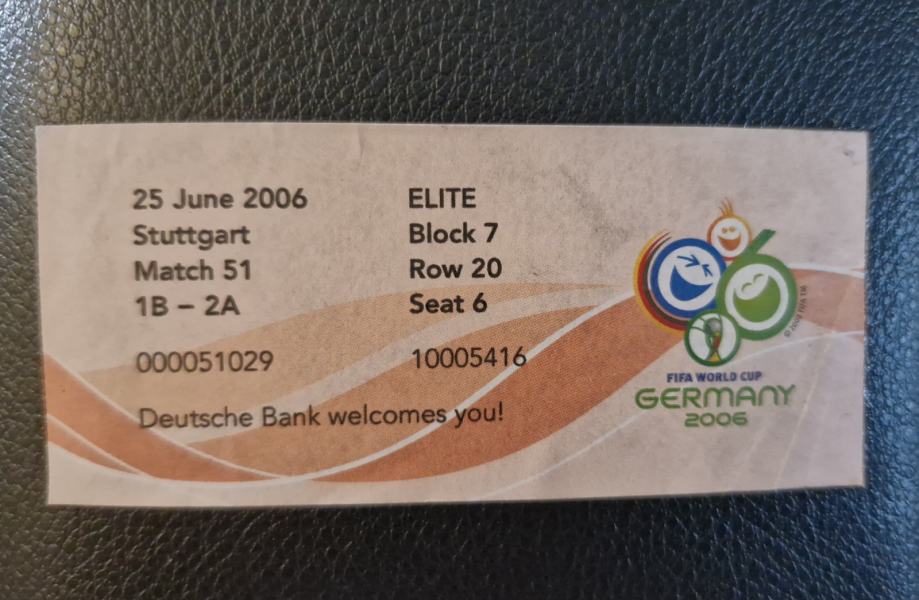 25 June 2006
Stuttgart
Match 51
1B – 2A
000051029
ELITE
Block 7
Row 20
Seat 6
10005416
Deutsche Bank welcomes you!
FIFA WORLD CUP
GERMANY
2006